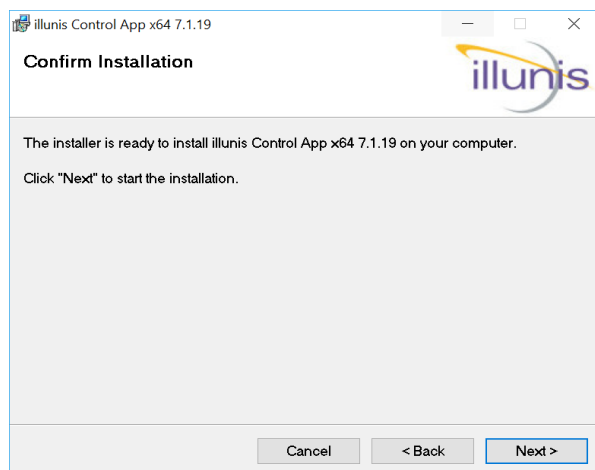 illunis Control App x64 7.1.19
Confirm Installation
illunis
The installer is ready to install illunis Control App x64 7.1.19 on your computer.
Click "Next" to start the installation.
Cancel
< Back
Next >